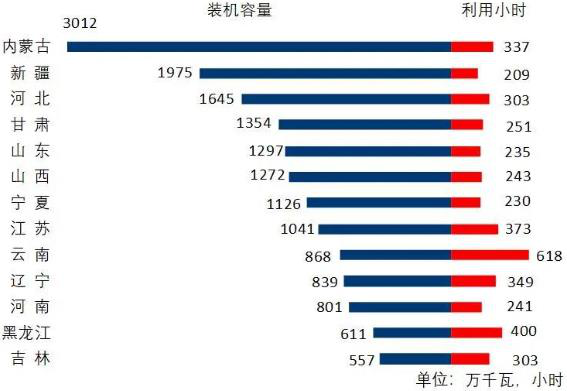 装机容量 利用小时
3012
内蒙古 337
新疆 1975 209
河北 1645 303
甘肃 1354 251
山东 1297 235
山西 1272 243
宁夏 1126 230
江苏 1041 373
云南 868 618
辽宁 839 349
河南 801 241
黑龙江 611 400
吉林 557 303
单位：万千瓦，小时